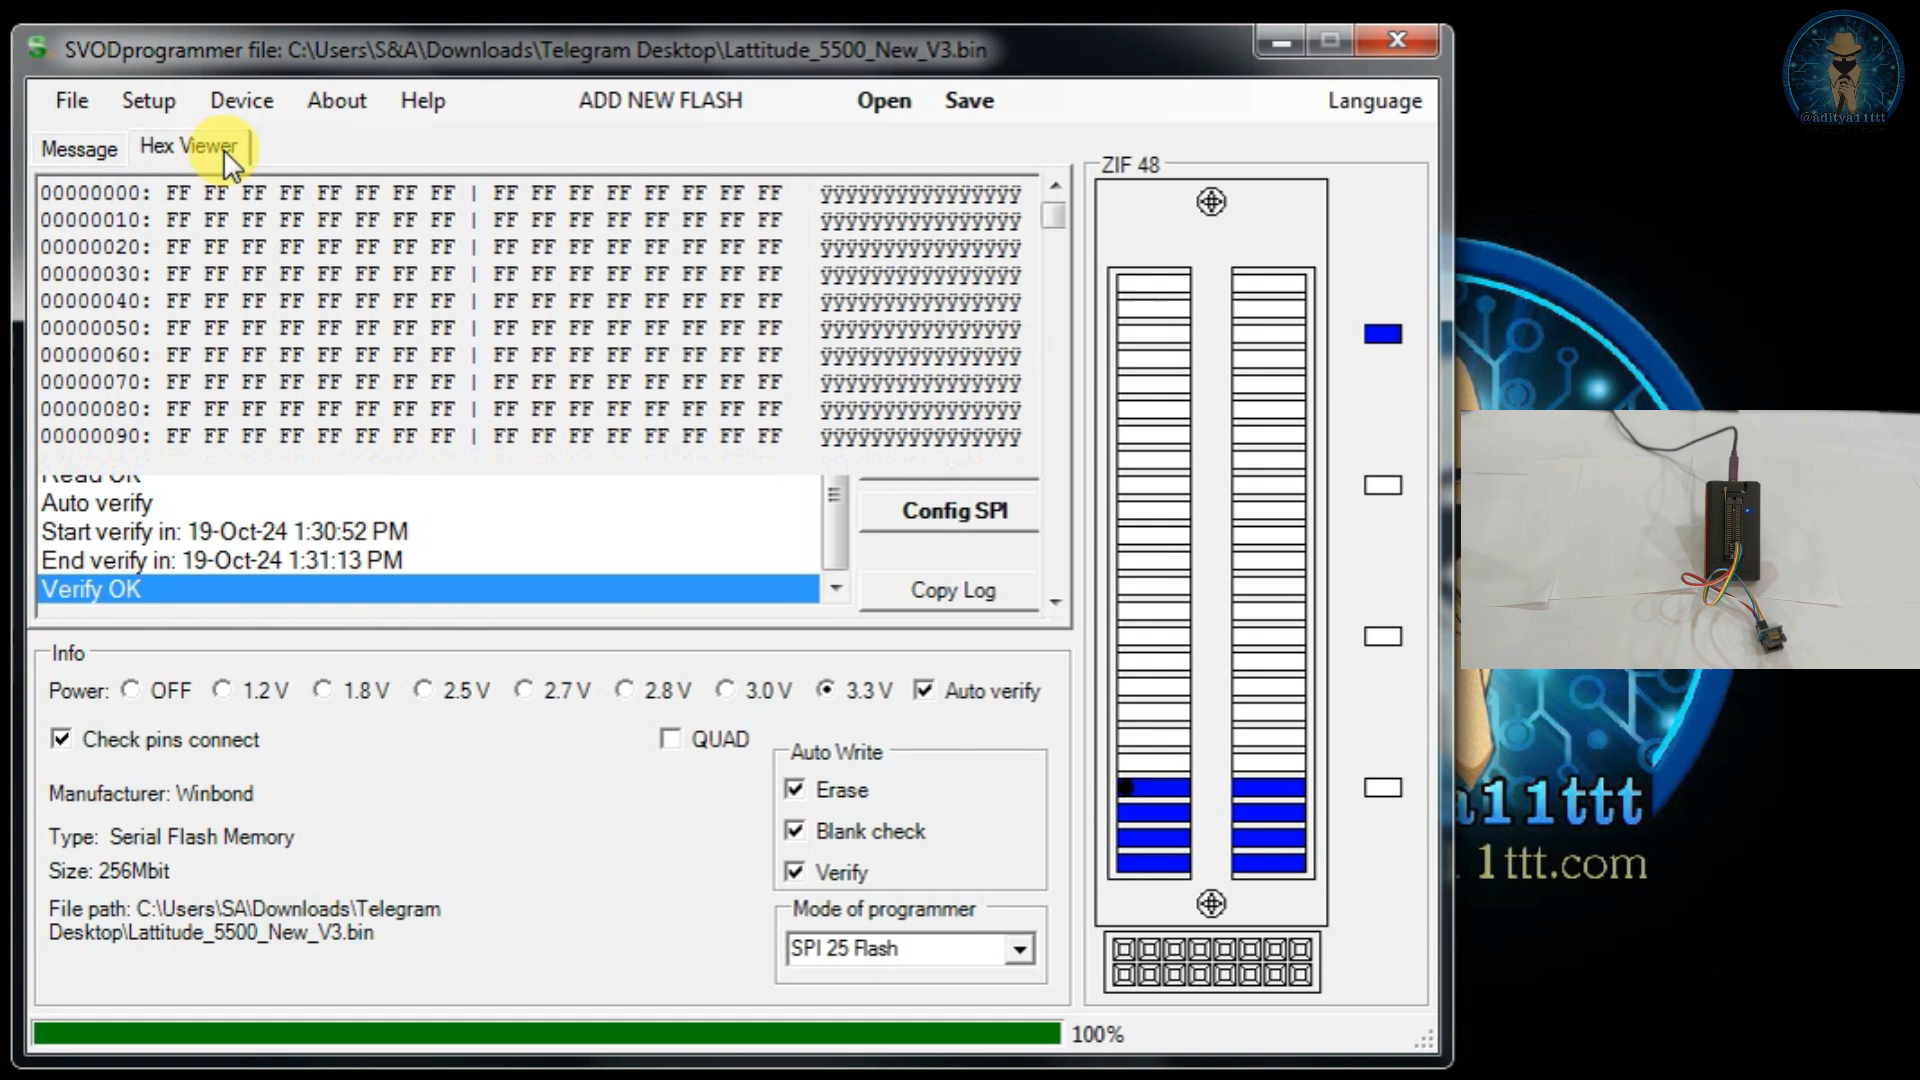 SVODprogrammer file: C:\Users\S&A\Downloads\Telegram Desktop\Lattitude_5500_New_V3.bin
@aditya11ttt
File Setup Device About Help ADD NEW FLASH Open Save Language
Message Hex Viewer
ZIF 48
00000000: FF FF FF FF FF FF FF FF | FF FF FF FF FF FF FF FF ÿÿÿÿÿÿÿÿÿÿÿÿÿÿÿÿ
00000010: FF FF FF FF FF FF FF FF | FF FF FF FF FF FF FF FF ÿÿÿÿÿÿÿÿÿÿÿÿÿÿÿÿ
00000020: FF FF FF FF FF FF FF FF | FF FF FF FF FF FF FF FF ÿÿÿÿÿÿÿÿÿÿÿÿÿÿÿÿ
00000030: FF FF FF FF FF FF FF FF | FF FF FF FF FF FF FF FF ÿÿÿÿÿÿÿÿÿÿÿÿÿÿÿÿ
00000040: FF FF FF FF FF FF FF FF | FF FF FF FF FF FF FF FF ÿÿÿÿÿÿÿÿÿÿÿÿÿÿÿÿ
00000050: FF FF FF FF FF FF FF FF | FF FF FF FF FF FF FF FF ÿÿÿÿÿÿÿÿÿÿÿÿÿÿÿÿ
00000060: FF FF FF FF FF FF FF FF | FF FF FF FF FF FF FF FF ÿÿÿÿÿÿÿÿÿÿÿÿÿÿÿÿ
00000070: FF FF FF FF FF FF FF FF | FF FF FF FF FF FF FF FF ÿÿÿÿÿÿÿÿÿÿÿÿÿÿÿÿ
00000080: FF FF FF FF FF FF FF FF | FF FF FF FF FF FF FF FF ÿÿÿÿÿÿÿÿÿÿÿÿÿÿÿÿ
00000090: FF FF FF FF FF FF FF FF | FF FF FF FF FF FF FF FF ÿÿÿÿÿÿÿÿÿÿÿÿÿÿÿÿ
Read OK
Auto verify
Start verify in: 19-Oct-24 1:30:52 PM
End verify in: 19-Oct-24 1:31:13 PM
Verify OK
Config SPI
Copy Log
Info
Power: OFF 1.2 V 1.8 V 2.5 V 2.7 V 2.8 V 3.0 V 3.3 V Auto verify
Check pins connect QUAD
Auto Write
Erase
Blank check
Verify
Manufacturer: Winbond
Type: Serial Flash Memory
Size: 256Mbit
File path: C:\Users\SA\Downloads\Telegram
Desktop\Lattitude_5500_New_V3.bin
Mode of programmer
SPI 25 Flash
100%
a11ttt
1ttt.com